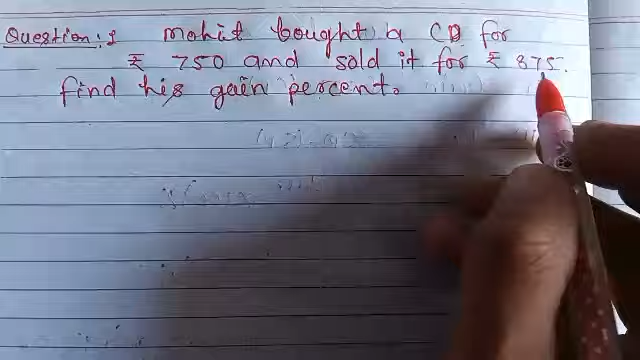 Question:1 Mohit bought a CD for
₹ 750 and sold it for ₹ 875.
find his gain percent.